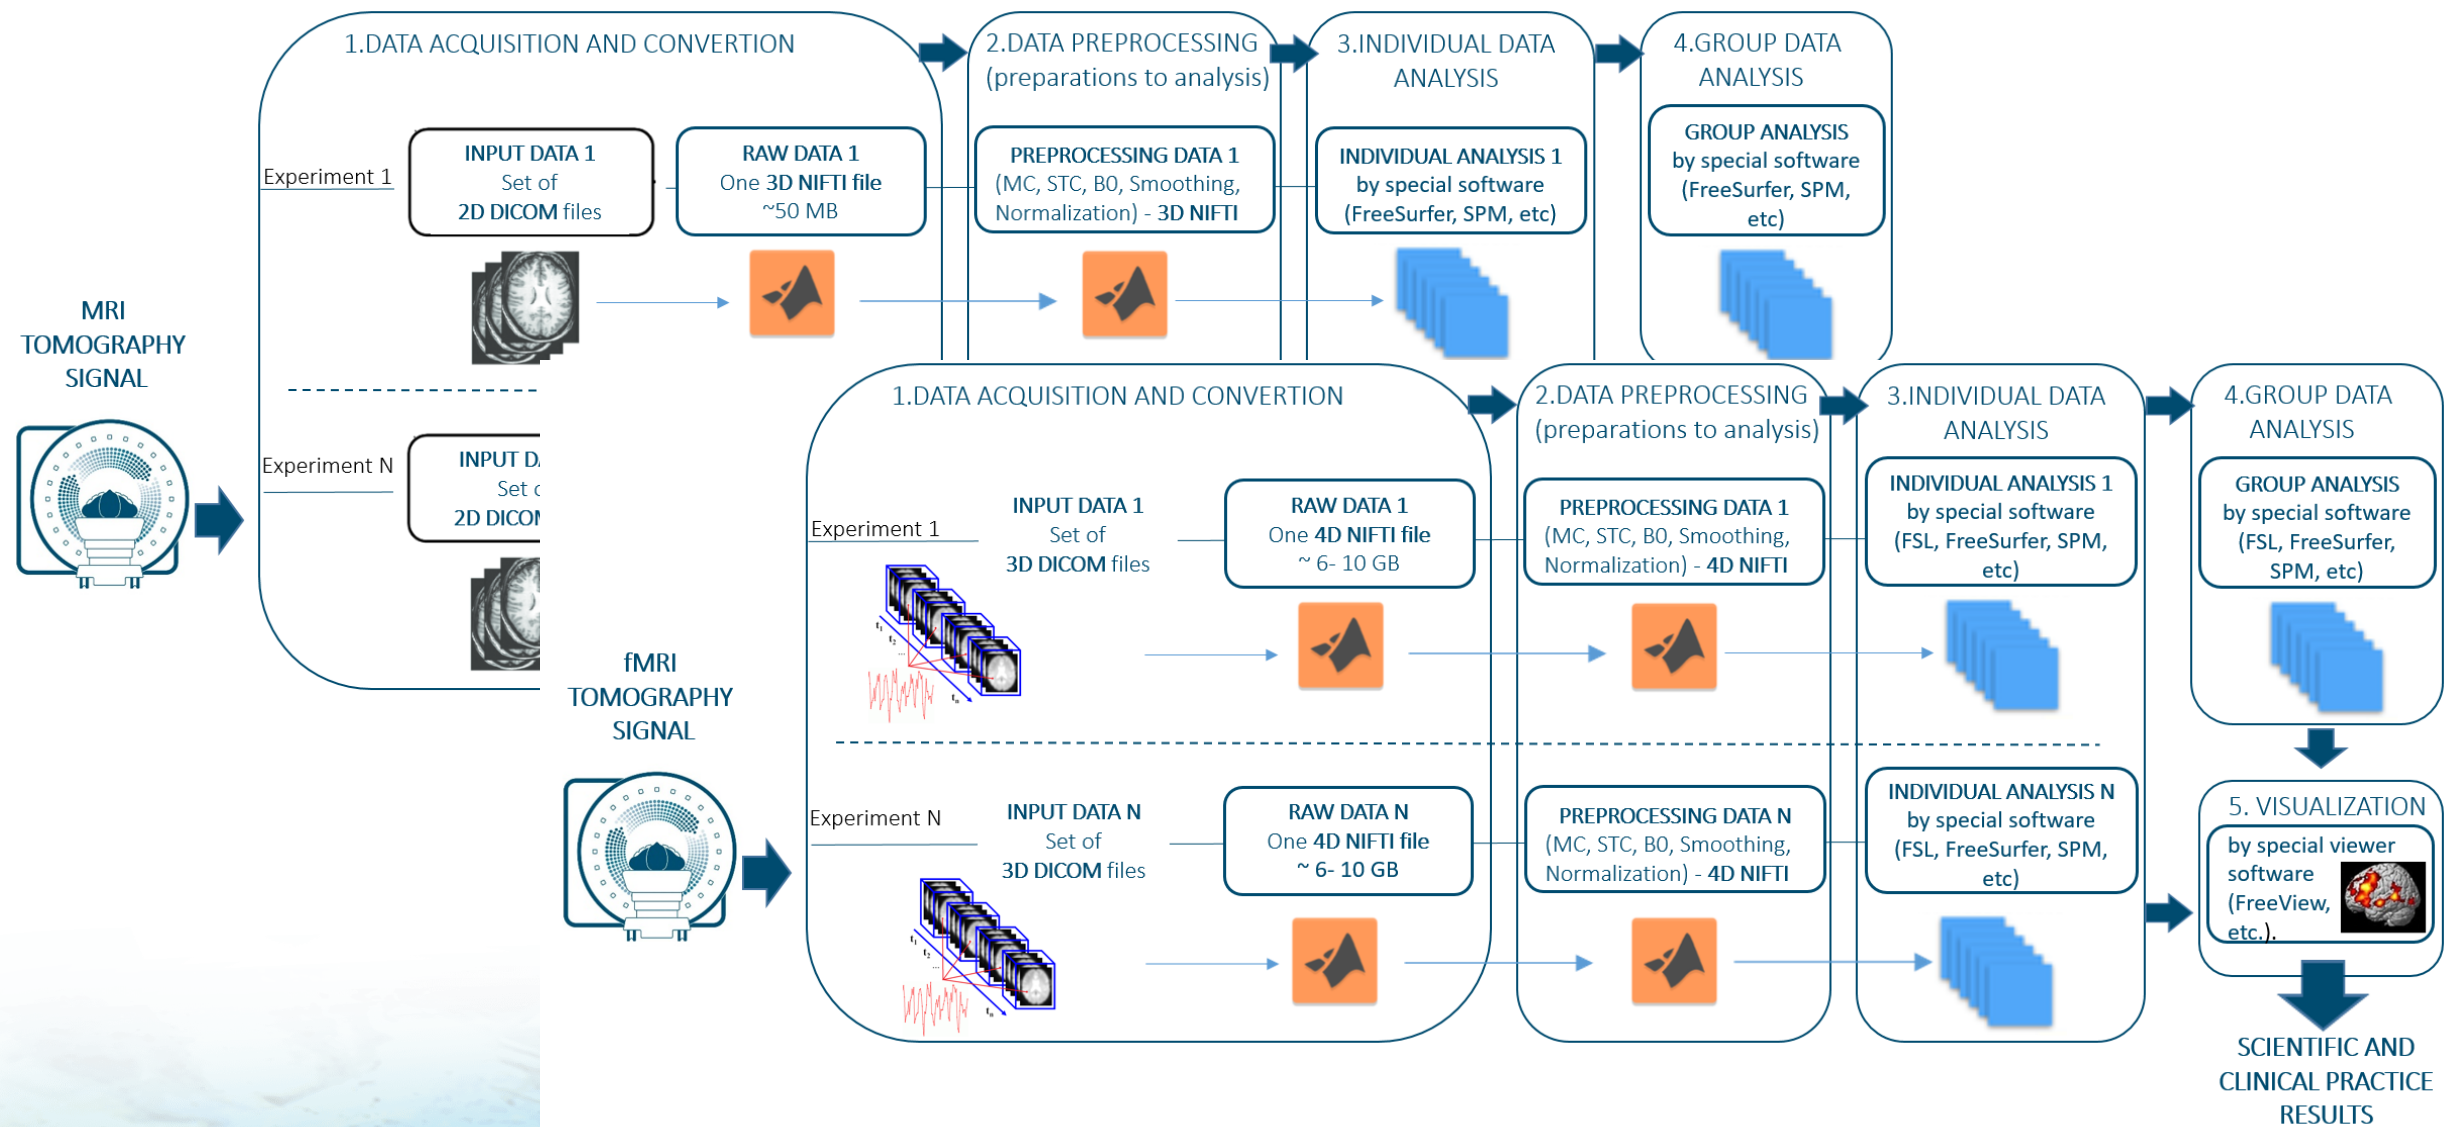 1.DATA ACQUISITION AND CONVERTION
2.DATA PREPROCESSING
(preparations to analysis)
3.INDIVIDUAL DATA
ANALYSIS
4.GROUP DATA
ANALYSIS
Experiment 1
INPUT DATA 1
Set of
2D DICOM files
RAW DATA 1
One 3D NIFTI file
~50 MB
PREPROCESSING DATA 1
(MC, STC, B0, Smoothing,
Normalization) - 3D NIFTI
INDIVIDUAL ANALYSIS 1
by special software
(FreeSurfer, SPM, etc)
GROUP ANALYSIS
by special software
(FreeSurfer, SPM,
etc)
MRI
TOMOGRAPHY
SIGNAL
Experiment N
INPUT
Set
2D
fMRI
TOMOGRAPHY
SIGNAL
1.DATA ACQUISITION AND CONVERTION
2.DATA PREPROCESSING
(preparations to analysis)
3.INDIVIDUAL DATA
ANALYSIS
4.GROUP DATA
ANALYSIS
Experiment 1
INPUT DATA 1
Set of
3D DICOM files
t1
t2
...
tn
RAW DATA 1
One 4D NIFTI file
~ 6- 10 GB
PREPROCESSING DATA 1
(MC, STC, B0, Smoothing,
Normalization) - 4D NIFTI
INDIVIDUAL ANALYSIS 1
by special software
(FSL, FreeSurfer, SPM,
etc)
GROUP ANALYSIS
by special software
(FSL, FreeSurfer,
SPM, etc)
Experiment N
INPUT DATA N
Set of
3D DICOM files
t1
t2
...
tn
RAW DATA N
One 4D NIFTI file
~ 6- 10 GB
PREPROCESSING DATA N
(MC, STC, B0, Smoothing,
Normalization) - 4D NIFTI
INDIVIDUAL ANALYSIS N
by special software
(FSL, FreeSurfer, SPM,
etc)
5. VISUALIZATION
by special viewer
software
(FreeView,
etc.).
SCIENTIFIC AND
CLINICAL PRACTICE
RESULTS